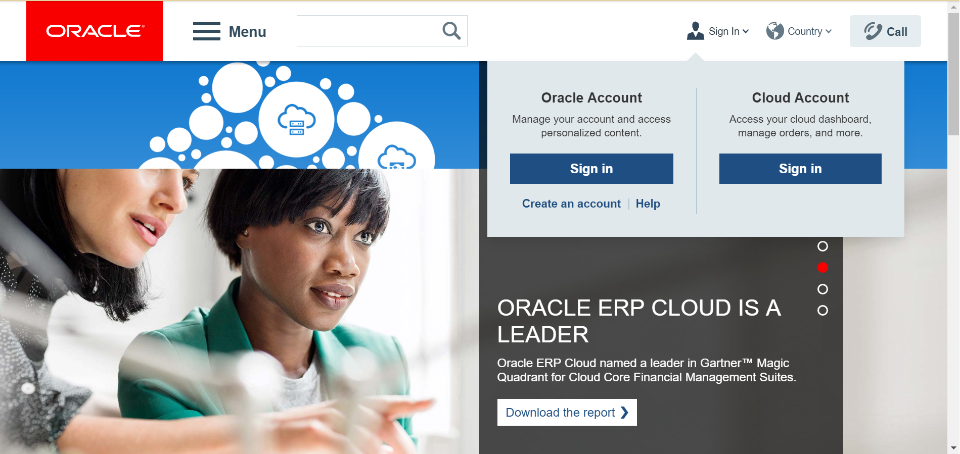 ORACLE®
Menu
Sign In
Country
Call
Oracle Account
Manage your account and access
personalized content.
Sign in
Create an account | Help
Cloud Account
Access your cloud dashboard,
manage orders, and more.
Sign in
ORACLE ERP CLOUD IS A
LEADER
Oracle ERP Cloud named a leader in Gartner™ Magic
Quadrant for Cloud Core Financial Management Suites.
Download the report ❯